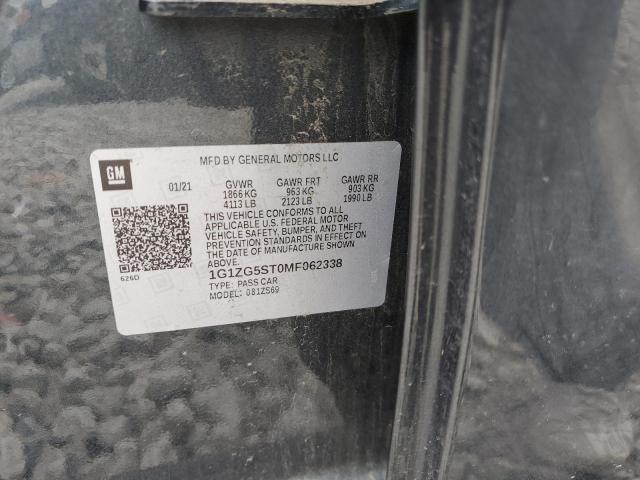 MFD BY GENERAL MOTORS LLC
GM
01/21 GVWR GAWR FRT GAWR RR
1866 KG 963 KG 903 KG
4113 LB 2123 LB 1990 LB
THIS VEHICLE CONFORMS TO ALL
APPLICABLE U.S. FEDERAL MOTOR
VEHICLE SAFETY, BUMPER, AND THEFT
PREVENTION STANDARDS IN EFFECT ON
THE DATE OF MANUFACTURE SHOWN
ABOVE.
626D
1G1ZG5ST0MF062338
TYPE: PASS CAR
MODEL: 081ZS69